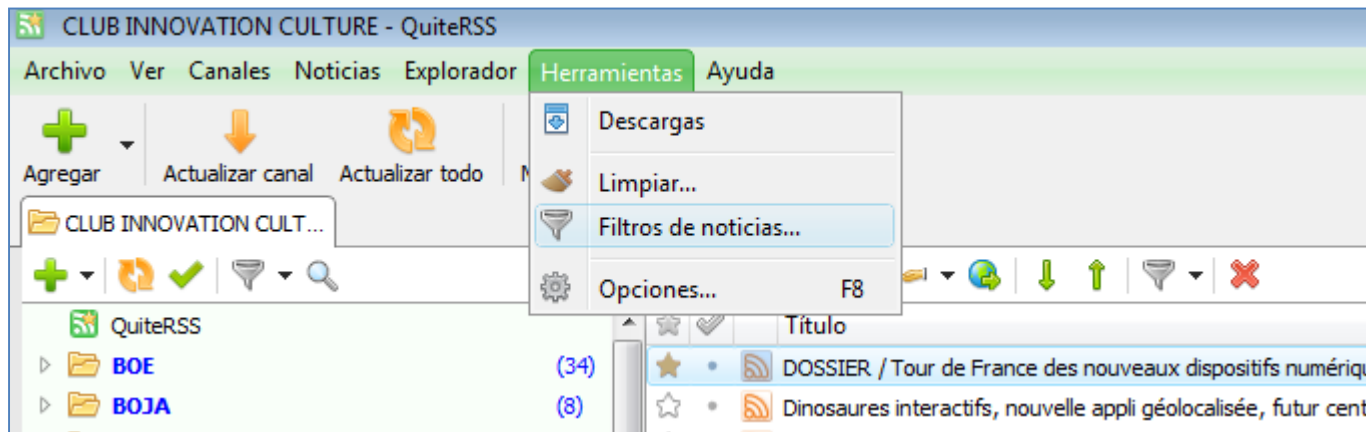 CLUB INNOVATION CULTURE - QuiteRSS
Archivo Ver Canales Noticias Explorador Herramientas Ayuda
Descargas
Agregar Actualizar canal Actualizar todo
Limpiar...
CLUB INNOVATION CULT...
Filtros de noticias...
Opciones... F8
QuiteRSS
Título
BOE (34)
DOSSIER / Tour de France des nouveaux dispositifs
BOJA (8)
Dinosaures interactifs, nouvelle appli géolocalisée, futur